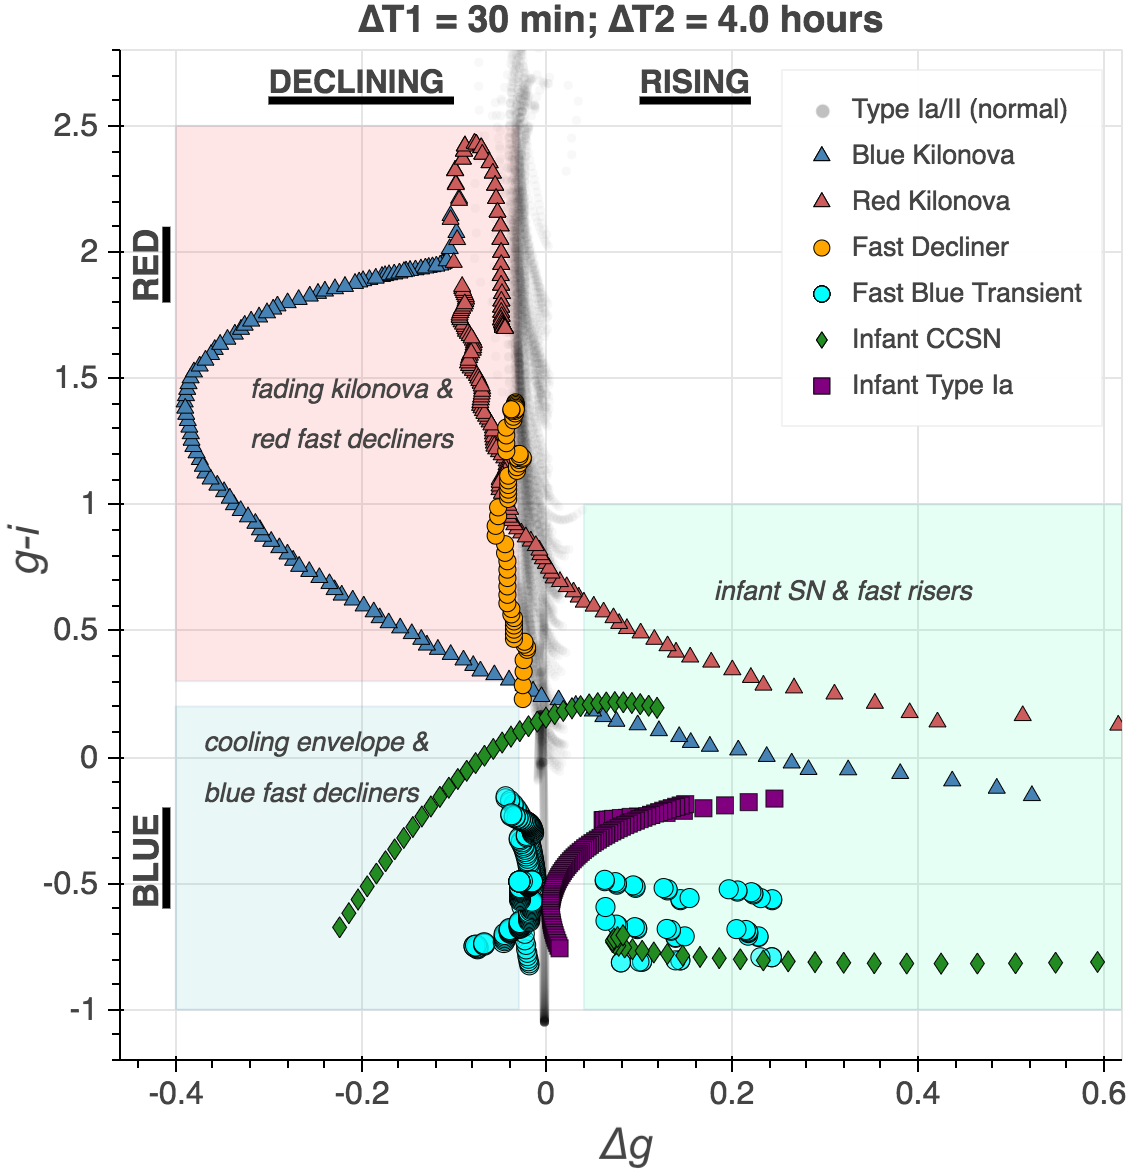 ΔT1 = 30 min; ΔT2 = 4.0 hours
DECLINING
RISING
Type Ia/II (normal)
Blue Kilonova
Red Kilonova
Fast Decliner
Fast Blue Transient
Infant CCSN
Infant Type Ia
RED
BLUE
fading kilonova &
red fast decliners
infant SN & fast risers
cooling envelope &
blue fast decliners
g-i
2.5
2
1.5
1
0.5
0
-0.5
-1
-0.4
-0.2
0
0.2
0.4
0.6
Δg